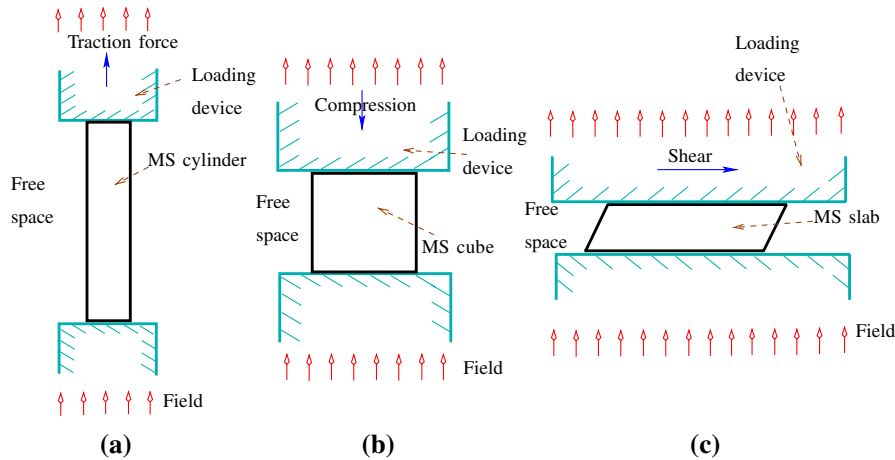 Traction force
Loading
device
MS cylinder
Free
space
Field
(a)
Compression
Loading
device
Free
space
MS cube
Field
(b)
Loading
device
Shear
Free
space
MS slab
Field
(c)